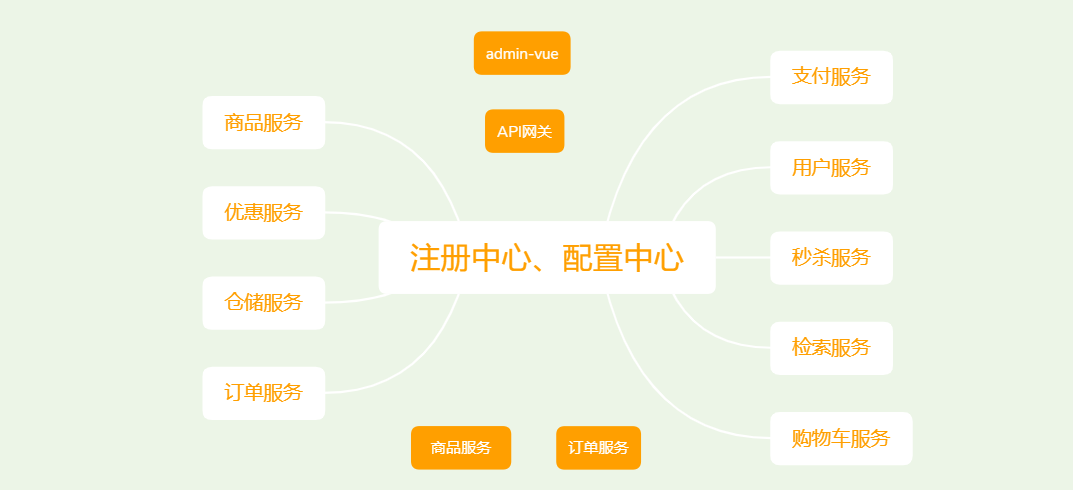 admin-vue
API网关
注册中心、配置中心
商品服务
优惠服务
仓储服务
订单服务
支付服务
用户服务
秒杀服务
检索服务
购物车服务
商品服务
订单服务